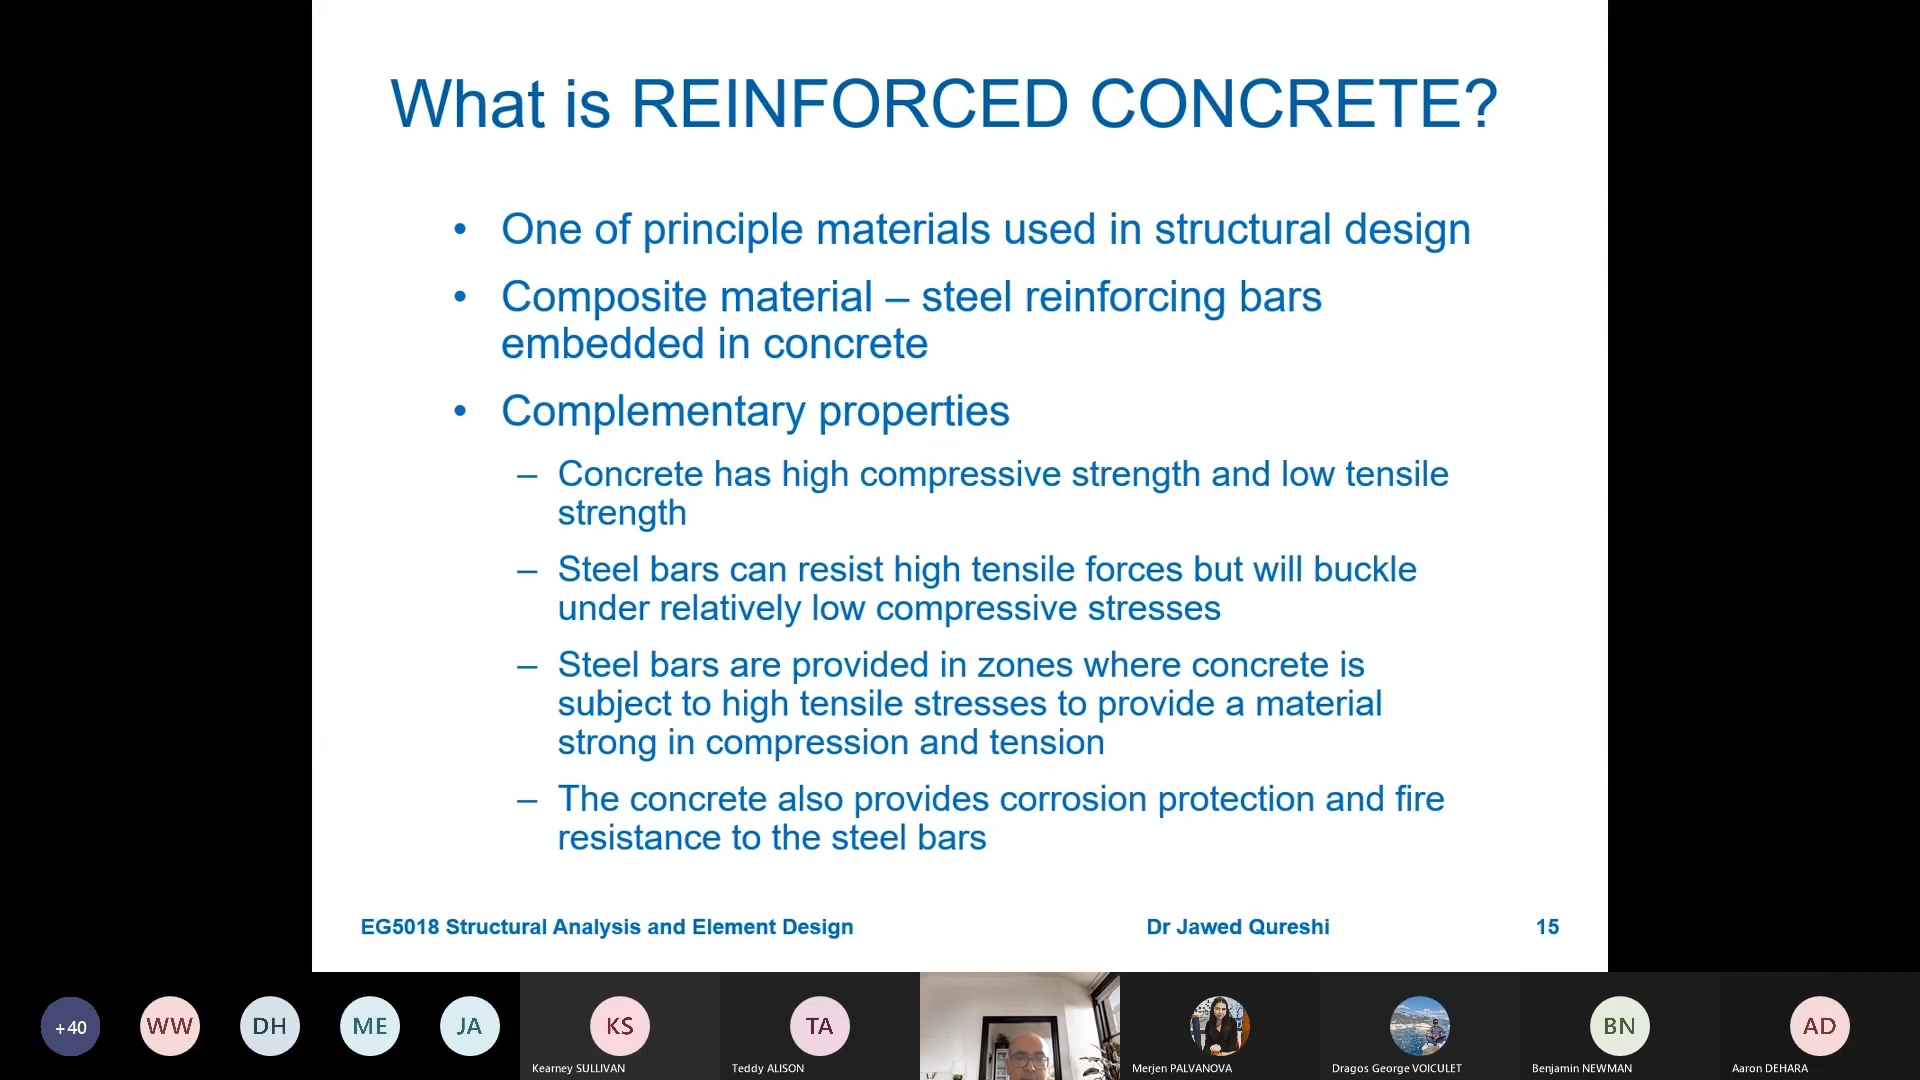 What is REINFORCED CONCRETE?
• One of principle materials used in structural design
• Composite material – steel reinforcing bars
embedded in concrete
• Complementary properties
– Concrete has high compressive strength and low tensile
strength
– Steel bars can resist high tensile forces but will buckle
under relatively low compressive stresses
– Steel bars are provided in zones where concrete is
subject to high tensile stresses to provide a material
strong in compression and tension
– The concrete also provides corrosion protection and fire
resistance to the steel bars
EG5018 Structural Analysis and Element Design
Dr Jawed Qureshi
15
+40
WW
DH
ME
JA
KS
Kearney SULLIVAN
TA
Teddy ALISON
Merjen PALVANOVA
Dragos George VOICULET
BN
Benjamin NEWMAN
AD
Aaron DEHARA